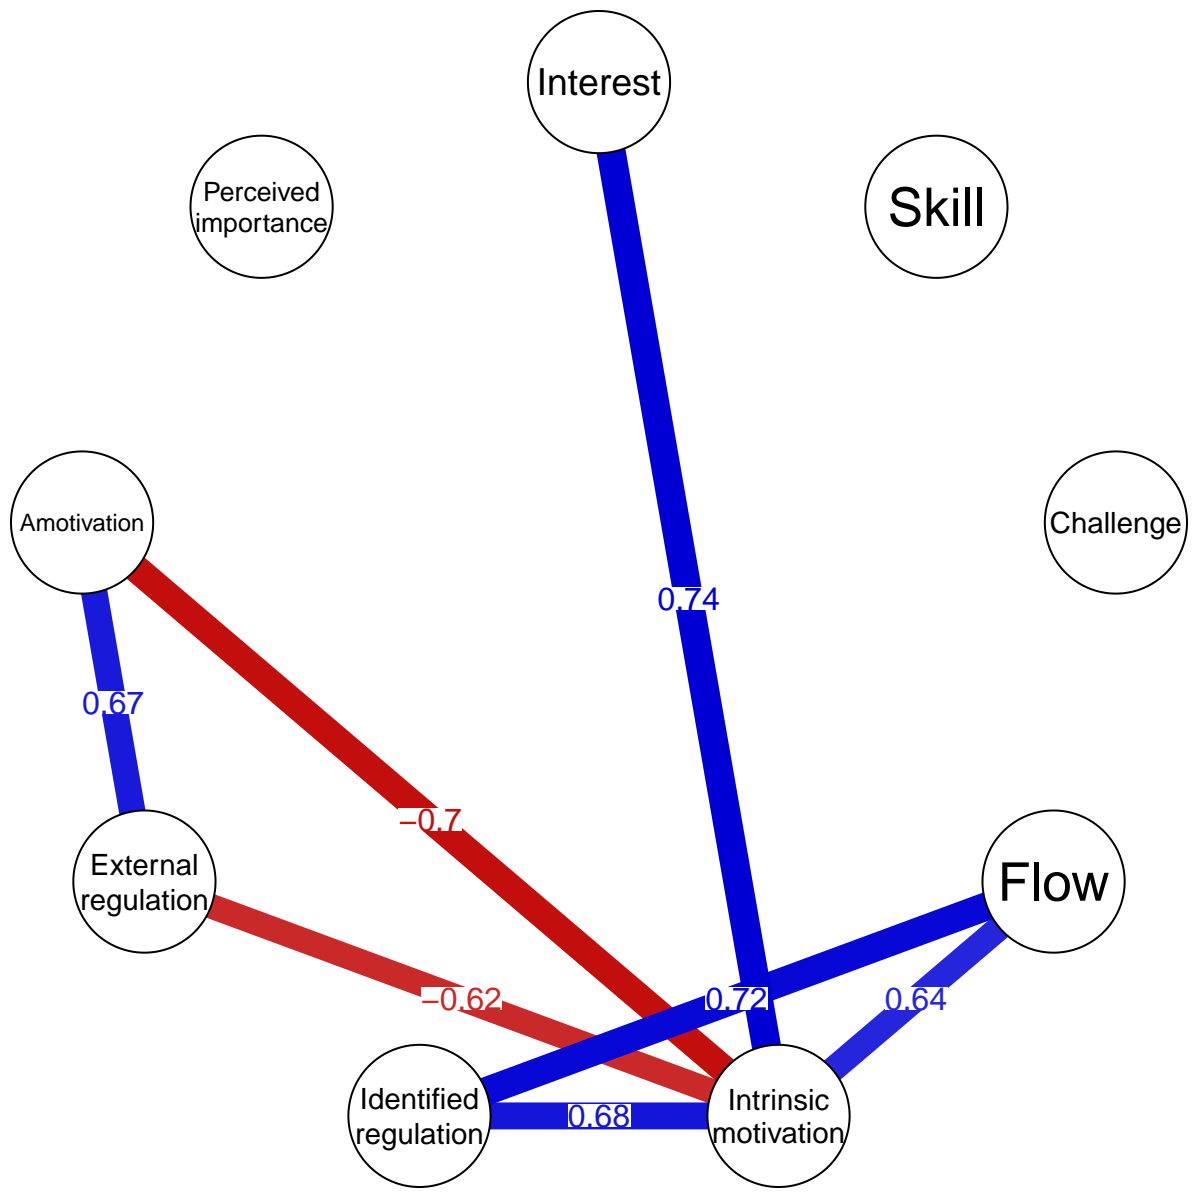 Interest
Perceived
importance
Skill
Amotivation
Challenge
0.74
0.67
−0.7
External
regulation
Flow
−0.62
0.72
0.64
Identified
regulation
0.68
Intrinsic
motivation